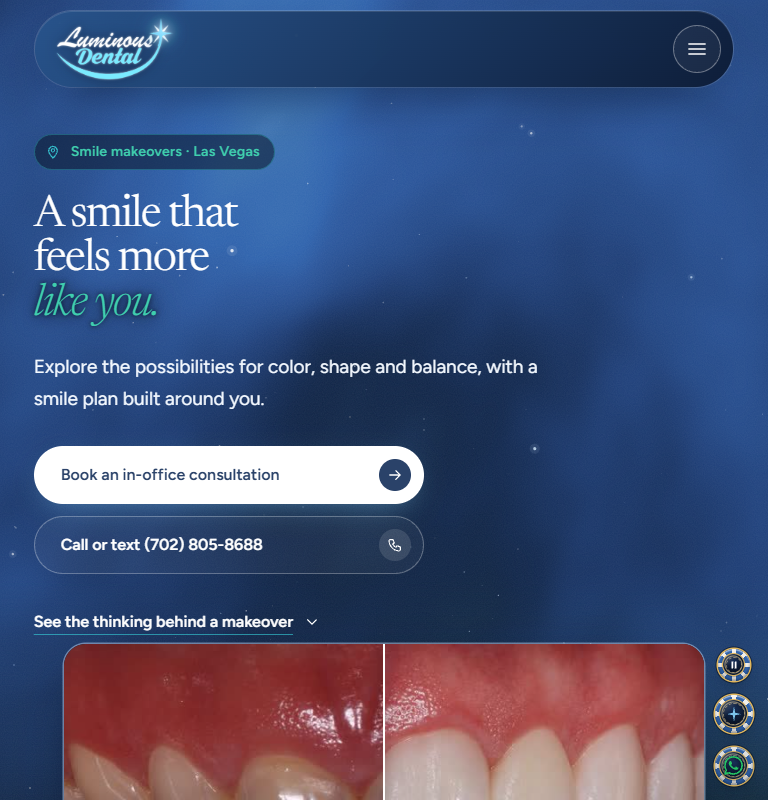 Luminous
Dental
Smile makeovers · Las Vegas
A smile that
feels more
like you.
Explore the possibilities for color, shape and balance, with a
smile plan built around you.
Book an in-office consultation
Call or text (702) 805-8688
See the thinking behind a makeover